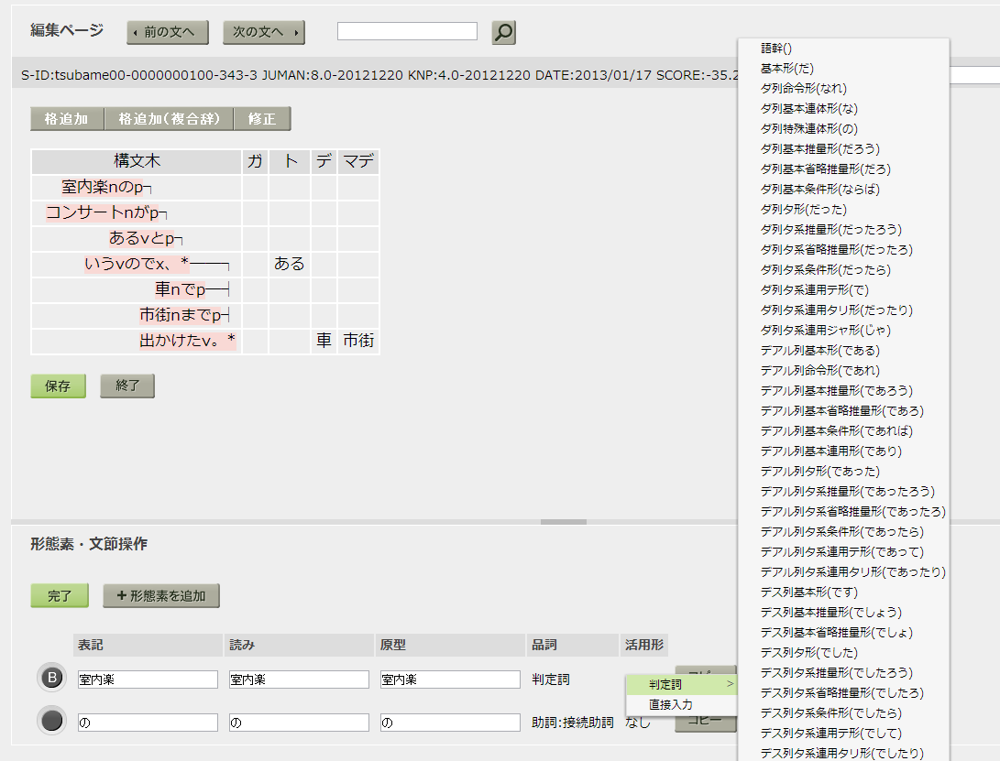 編集ページ 前の文へ 次の文へ
S-ID:tsubame00-0000000100-343-3 JUMAN:8.0-20121220 KNP:4.0-20121220 DATE:2013/01/17 SCORE:-35.2
格追加 格追加(複合辞) 修正
構文木 ガ ト デ マデ
室内楽nのp┐
コンサートnがp┐
あるvとp┐
いうvのでx、*───┐ ある
車nでp──┤
市街nまでp┤
出かけたv。* 車 市街
保存 終了
形態素・文節操作
完了 +形態素を追加
表記 読み 原型 品詞 活用形
B 室内楽 室内楽 室内楽 判定詞
の の の 助詞:接続助詞 なし コピー
判定詞 >
直接入力
語幹()
基本形(だ)
ダ列命令形(なれ)
ダ列基本連体形(な)
ダ列特殊連体形(の)
ダ列基本推量形(だろう)
ダ列基本省略推量形(だろ)
ダ列基本条件形(ならば)
ダ列タ形(だった)
ダ列タ系推量形(だったろう)
ダ列タ系省略推量形(だったろ)
ダ列タ系条件形(だったら)
ダ列タ系連用テ形(で)
ダ列タ系連用タリ形(だったり)
ダ列タ系連用ジャ形(じゃ)
デアル列基本形(である)
デアル列命令形(であれ)
デアル列基本推量形(であろう)
デアル列基本省略推量形(であろ)
デアル列基本条件形(であれば)
デアル列基本連用形(であり)
デアル列タ形(であった)
デアル列タ系推量形(であったろう)
デアル列タ系省略推量形(であったろ)
デアル列タ系条件形(であったら)
デアル列タ系連用テ形(であって)
デアル列タ系連用タリ形(であったり)
デス列基本形(です)
デス列基本推量形(でしょう)
デス列基本省略推量形(でしょ)
デス列タ形(でした)
デス列タ系推量形(でしたろう)
デス列タ系省略推量形(でしたろ)
デス列タ系条件形(でしたら)
デス列タ系連用テ形(でして)
デス列タ系連用タリ形(でしたり)